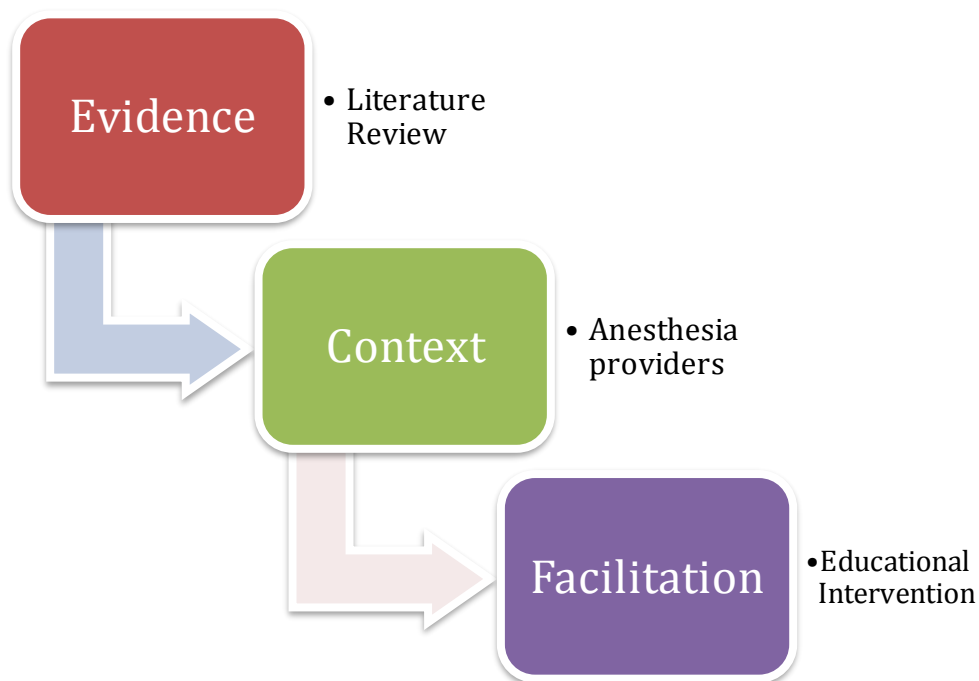 Evidence
• Literature
Review
Context
• Anesthesia
providers
Facilitation
•Educational
Intervention